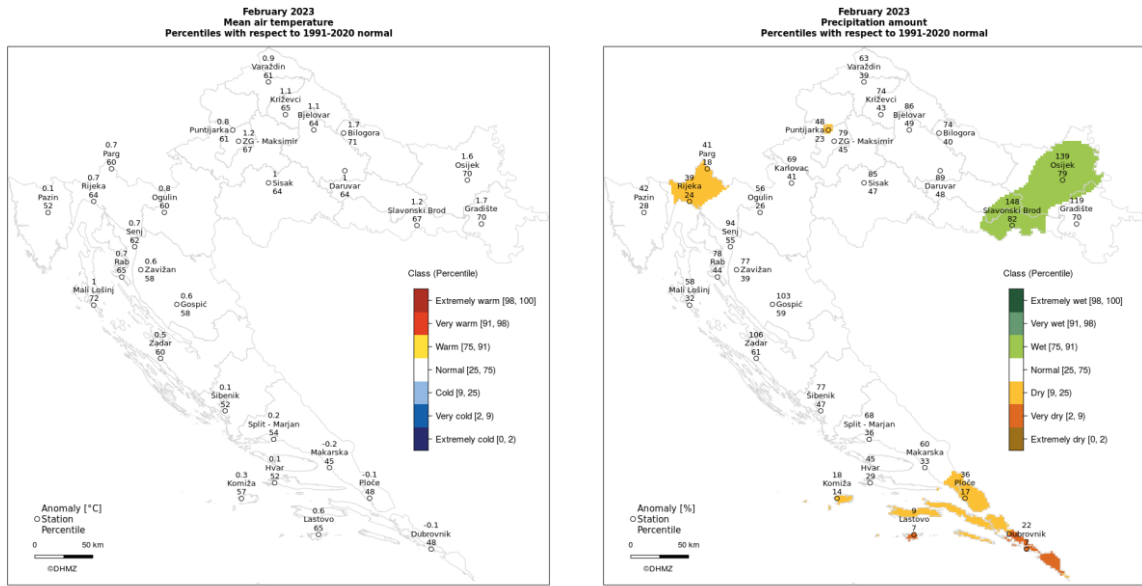 February 2023
Mean air temperature
Percentiles with respect to 1991-2020 normal
0.9
Varaždin
61
1.1
Križevci
65
1.1
Bjelovar
64
0.8
Puntijarka
61
1.2
ZG - Maksimir
67
1.7
Bilogora
71
0.7
Parg
60
1.6
Osijek
70
0.1
Pazin
52
0.7
Rijeka
64
0.8
Ogulin
60
1
Sisak
64
1
Daruvar
64
1.2
Slavonski Brod
67
1.7
Gradište
70
0.7
Senj
62
0.7
Rab
65
0.6
Zavižan
58
1
Mali Lošinj
72
0.6
Gospić
58
0.5
Zadar
60
0.1
Šibenik
52
0.2
Split - Marjan
54
-0.2
Makarska
45
0.1
Hvar
52
0.3
Komiža
57
-0.1
Ploče
48
0.6
Lastovo
65
-0.1
Dubrovnik
48
Class (Percentile)
Extremely warm [98, 100]
Very warm [91, 98)
Warm [75, 91)
Normal [25, 75)
Cold [9, 25)
Very cold [2, 9)
Extremely cold [0, 2)
Anomaly [°C]
Station
Percentile
0 50 km
©DHMZ
February 2023
Precipitation amount
Percentiles with respect to 1991-2020 normal
63
Varaždin
39
74
Križevci
43
86
Bjelovar
49
48
Puntijarka
23
79
ZG - Maksimir
45
74
Bilogora
40
41
Parg
18
69
Karlovac
41
139
Osijek
79
42
Pazin
28
39
Rijeka
24
56
Ogulin
26
85
Sisak
47
89
Daruvar
48
148
Slavonski Brod
82
119
Gradište
70
94
Senj
55
78
Rab
44
77
Zavižan
39
58
Mali Lošinj
32
103
Gospić
59
106
Zadar
61
77
Šibenik
47
68
Split - Marjan
36
60
Makarska
33
45
Hvar
29
18
Komiža
14
36
Ploče
17
9
Lastovo
7
22
Dubrovnik
Class (Percentile)
Extremely wet [98, 100]
Very wet [91, 98)
Wet [75, 91)
Normal [25, 75)
Dry [9, 25)
Very dry [2, 9)
Extremely dry [0, 2)
Anomaly [%]
Station
Percentile
0 50 km
©DHMZ